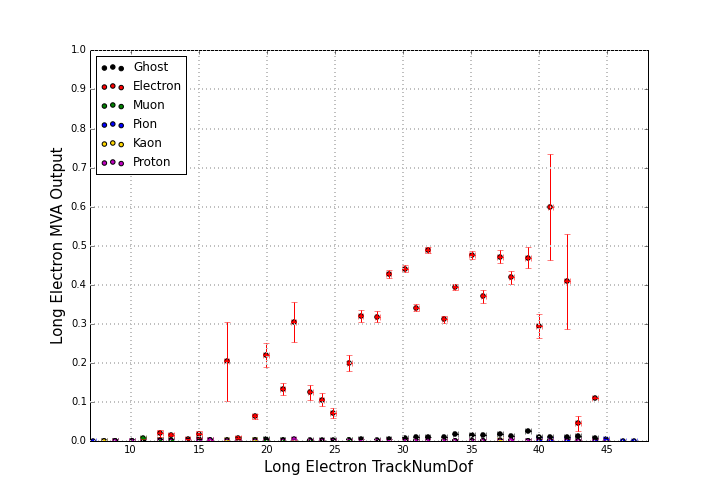 1.0
0.9
0.8
0.7
0.6
0.5
0.4
0.3
0.2
0.1
0.0
Long Electron MVA Output
Ghost
Electron
Muon
Pion
Kaon
Proton
10 15 20 25 30 35 40 45
Long Electron TrackNumDof